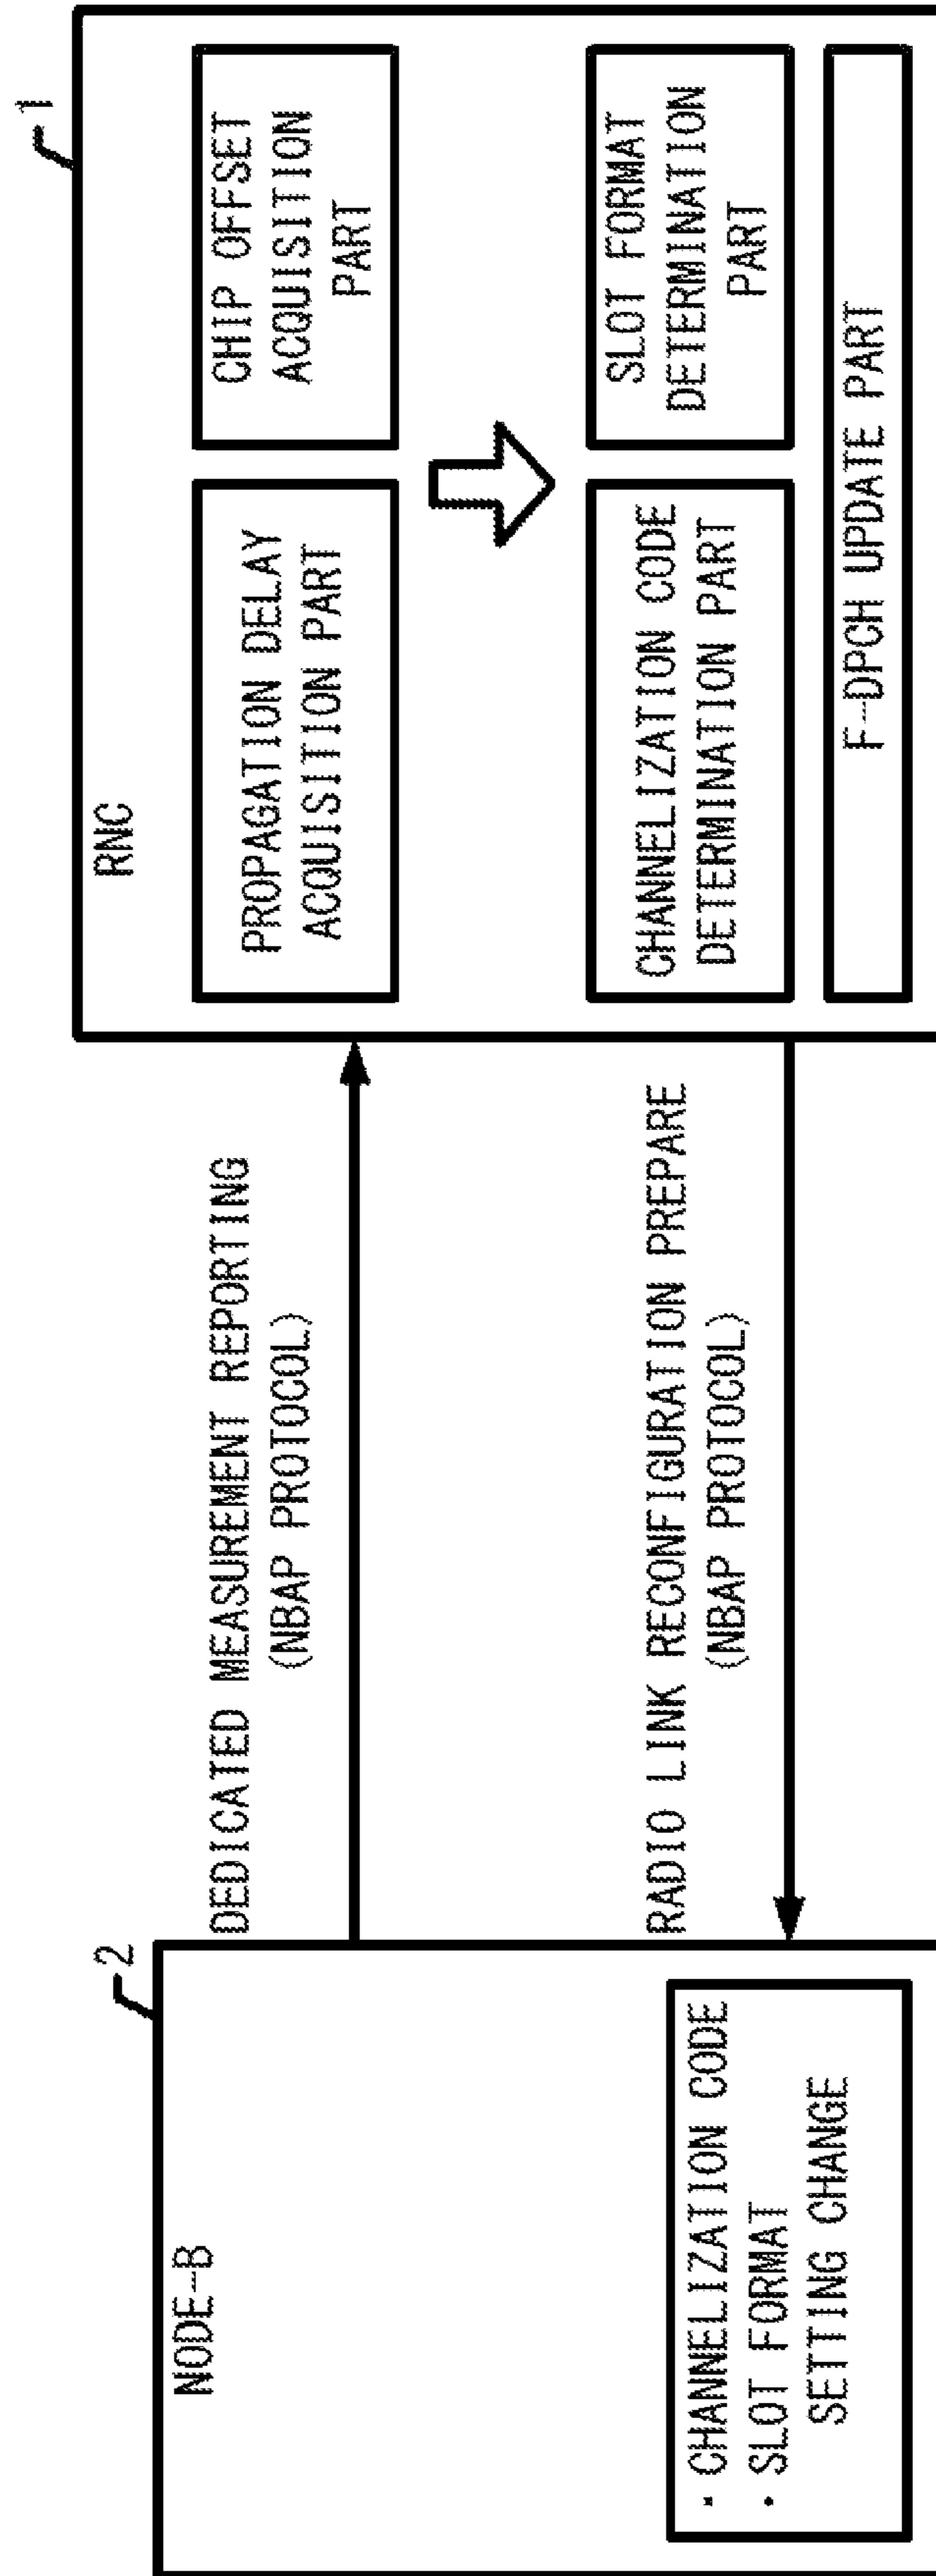 2
NODE-B
· CHANNELIZATION CODE
· SLOT FORMAT
SETTING CHANGE
DEDICATED MEASUREMENT REPORTING
(NBAP PROTOCOL)
RADIO LINK RECONFIGURATION PREPARE
(NBAP PROTOCOL)
1
RNC
PROPAGATION DELAY
ACQUISITION PART
CHIP OFFSET
ACQUISITION
PART
CHANNELIZATION CODE
DETERMINATION PART
SLOT FORMAT
DETERMINATION
PART
F-DPCH UPDATE PART